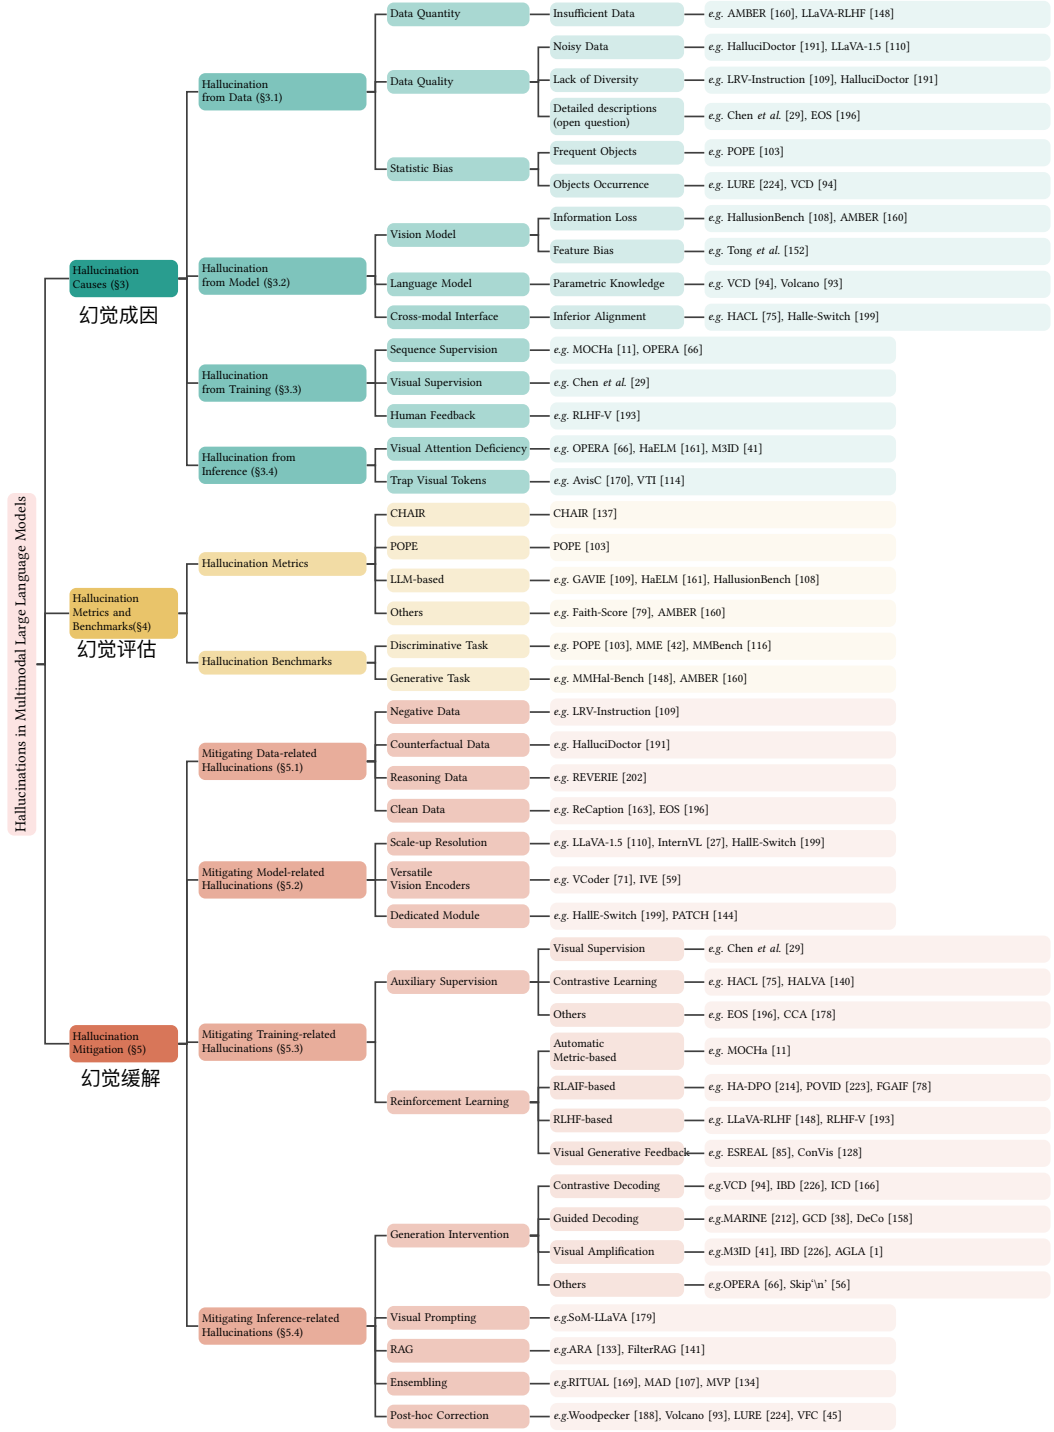 Hallucinations in Multimodal Large Language Models
Hallucination
Causes (§3)
幻觉成因
Hallucination
from Data (§3.1)
Data Quantity
Insufficient Data
e.g. AMBER [160], LLaVA-RLHF [148]
Data Quality
Noisy Data
e.g. HalluciDoctor [191], LLaVA-1.5 [110]
Lack of Diversity
e.g. LRV-Instruction [109], HalluciDoctor [191]
Detailed descriptions
(open question)
e.g. Chen et al. [29], EOS [196]
Statistic Bias
Frequent Objects
e.g. POPE [103]
Objects Occurrence
e.g. LURE [224], VCD [94]
Hallucination
from Model (§3.2)
Vision Model
Information Loss
e.g. HallusionBench [108], AMBER [160]
Feature Bias
e.g. Tong et al. [152]
Language Model
Parametric Knowledge
e.g. VCD [94], Volcano [93]
Cross-modal Interface
Inferior Alignment
e.g. HACL [75], Halle-Switch [199]
Hallucination
from Training (§3.3)
Sequence Supervision
e.g. MOCHa [11], OPERA [66]
Visual Supervision
e.g. Chen et al. [29]
Human Feedback
e.g. RLHF-V [193]
Hallucination from
Inference (§3.4)
Visual Attention Deficiency
e.g. OPERA [66], HaELM [161], M3ID [41]
Trap Visual Tokens
e.g. AvisC [170], VTI [114]
Hallucination
Metrics and
Benchmarks(§4)
幻觉评估
Hallucination Metrics
CHAIR
CHAIR [137]
POPE
POPE [103]
LLM-based
e.g. GAVIE [109], HaELM [161], HallusionBench [108]
Others
e.g. Faith-Score [79], AMBER [160]
Hallucination Benchmarks
Discriminative Task
e.g. POPE [103], MME [42], MMBench [116]
Generative Task
e.g. MMHal-Bench [148], AMBER [160]
Hallucination
Mitigation (§5)
幻觉缓解
Mitigating Data-related
Hallucinations (§5.1)
Negative Data
e.g. LRV-Instruction [109]
Counterfactual Data
e.g. HalluciDoctor [191]
Reasoning Data
e.g. REVERIE [202]
Clean Data
e.g. ReCaption [163], EOS [196]
Mitigating Model-related
Hallucinations (§5.2)
Scale-up Resolution
e.g. LLaVA-1.5 [110], InternVL [27], HallE-Switch [199]
Versatile
Vision Encoders
e.g. VCoder [71], IVE [59]
Dedicated Module
e.g. HallE-Switch [199], PATCH [144]
Mitigating Training-related
Hallucinations (§5.3)
Auxiliary Supervision
Visual Supervision
e.g. Chen et al. [29]
Contrastive Learning
e.g. HACL [75], HALVA [140]
Others
e.g. EOS [196], CCA [178]
Reinforcement Learning
Automatic
Metric-based
e.g. MOCHa [11]
RLAIF-based
e.g. HA-DPO [214], POVID [223], FGAIF [78]
RLHF-based
e.g. LLaVA-RLHF [148], RLHF-V [193]
Visual Generative Feedback
e.g. ESREAL [85], ConVis [128]
Mitigating Inference-related
Hallucinations (§5.4)
Generation Intervention
Contrastive Decoding
e.g.VCD [94], IBD [226], ICD [166]
Guided Decoding
e.g.MARINE [212], GCD [38], DeCo [158]
Visual Amplification
e.g.M3ID [41], IBD [226], AGLA [1]
Others
e.g.OPERA [66], Skip‘\n’ [56]
Visual Prompting
e.g.SoM-LLaVA [179]
RAG
e.g.ARA [133], FilterRAG [141]
Ensembling
e.g.RITUAL [169], MAD [107], MVP [134]
Post-hoc Correction
e.g.Woodpecker [188], Volcano [93], LURE [224], VFC [45]